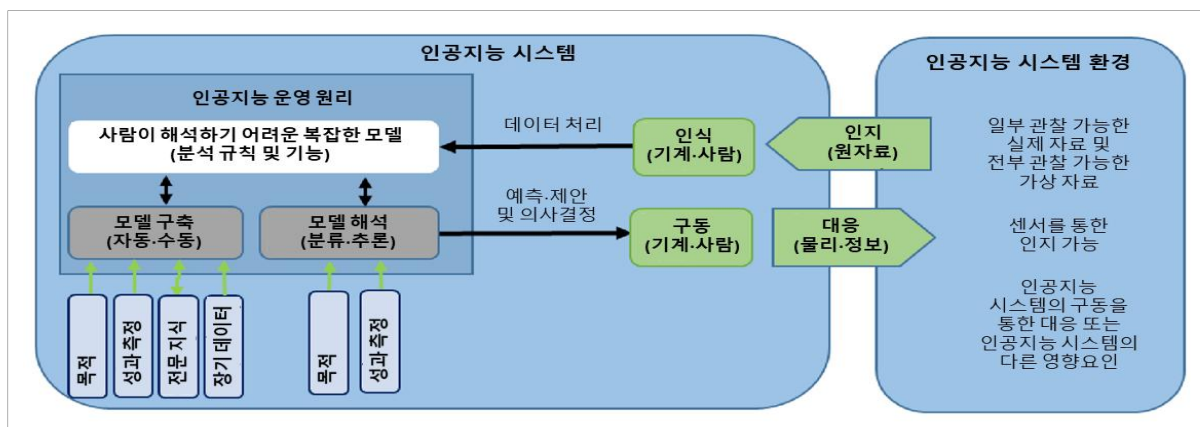 인공지능 시스템
인공지능 운영 원리
사람이 해석하기 어려운 복잡한 모델
(분석 규칙 및 기능)
모델 구축
(자동·수동)
모델 해석
(분류·추론)
목적
성과 측정
전문 지식
장기 데이터
목적
성과 측정
데이터 처리
예측·제안
및 의사결정
인식
(기계·사람)
구동
(기계·사람)
인지
(원자료)
대응
(물리·정보)
인공지능 시스템 환경
일부 관찰 가능한
실제 자료 및
전부 관찰 가능한
가상 자료
센서를 통한
인지 가능
인공지능
시스템의 구동을
통한 대응 또는
인공지능 시스템의
다른 영향요인